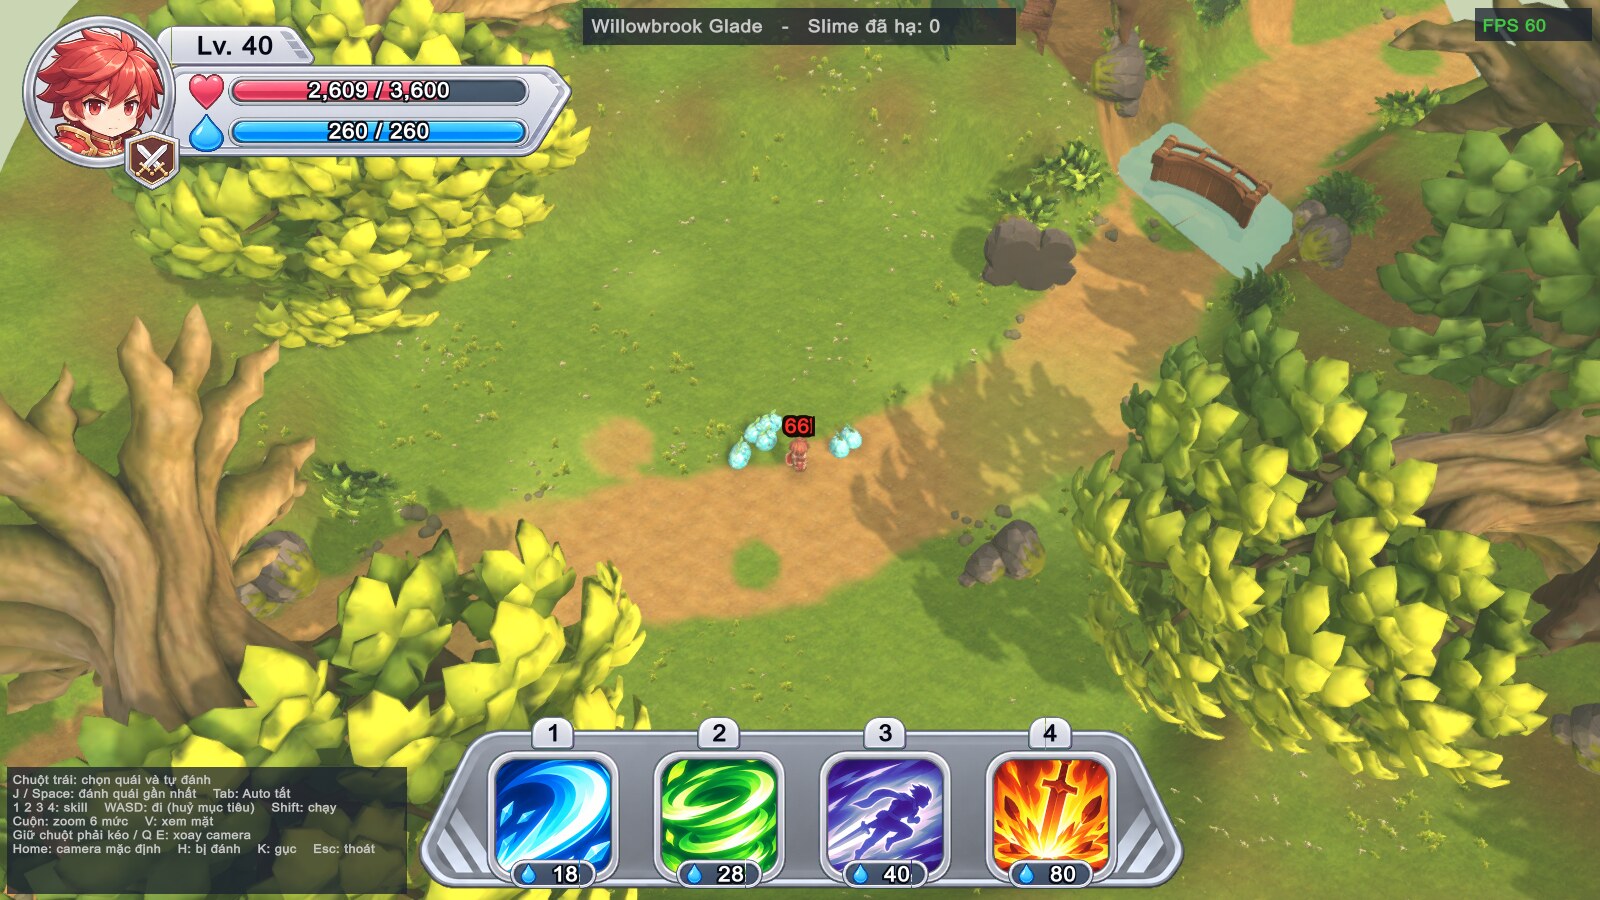 Willowbrook Glade - Slime đã hạ: 0
FPS 60
Lv. 40
2,609 / 3,600
260 / 260
66
1
2
3
4
18
28
40
80
Chuột trái: chọn quái và tự đánh
J / Space: đánh quái gần nhất Tab: Auto tắt
1 2 3 4: skill WASD: đi (huỷ mục tiêu) Shift: chạy
Cuộn: zoom 6 mức V: xem mặt
Giữ chuột phải kéo / Q E: xoay camera
Home: camera mặc định H: bị đánh K: gục Esc: thoát